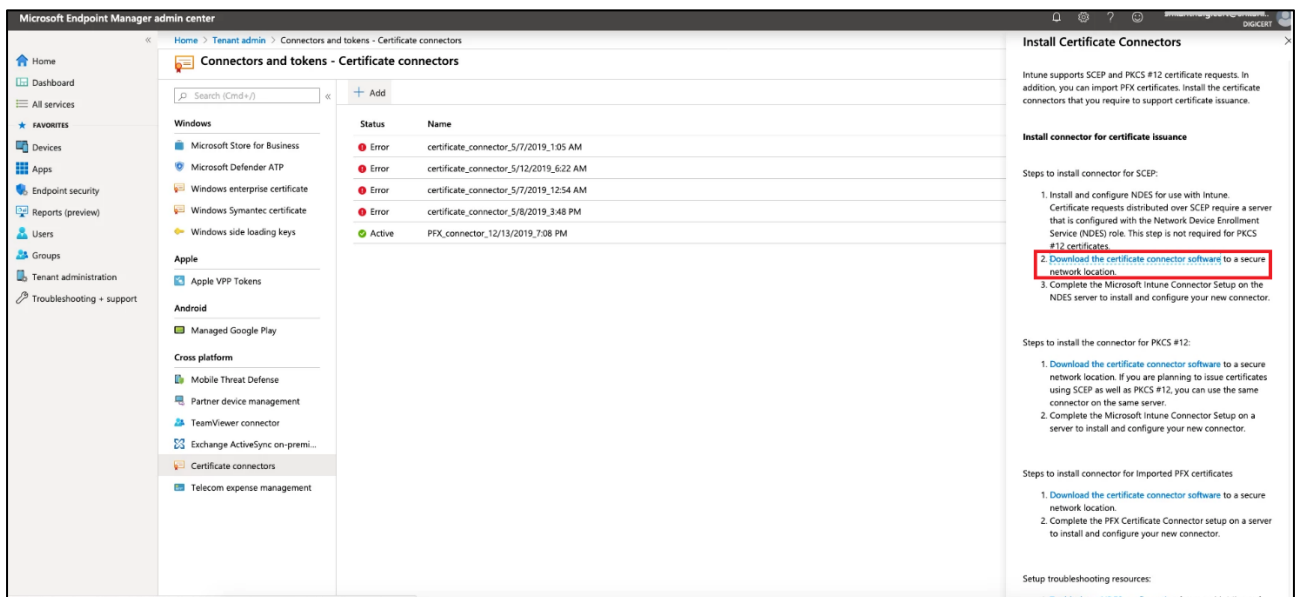 Microsoft Endpoint Manager admin center
DIGICERT
«
Home
Dashboard
All services
FAVORITES
Devices
Apps
Endpoint security
Reports (preview)
Users
Groups
Tenant administration
Troubleshooting + support
Home > Tenant admin > Connectors and tokens - Certificate connectors
Connectors and tokens - Certificate connectors
Search (Cmd+/)
«
Windows
Microsoft Store for Business
Microsoft Defender ATP
Windows enterprise certificate
Windows Symantec certificate
Windows side loading keys
Apple
Apple VPP Tokens
Android
Managed Google Play
Cross platform
Mobile Threat Defense
Partner device management
TeamViewer connector
Exchange ActiveSync on-premi...
Certificate connectors
Telecom expense management
+ Add
Status Name
Error certificate_connector_5/7/2019_1:05 AM
Error certificate_connector_5/12/2019_6:22 AM
Error certificate_connector_5/7/2019_12:54 AM
Error certificate_connector_5/8/2019_3:48 PM
Active PFX_connector_12/13/2019_7:08 PM
Install Certificate Connectors
Intune supports SCEP and PKCS #12 certificate requests. In
addition, you can import PFX certificates. Install the certificate
connectors that you require to support certificate issuance.
Install connector for certificate issuance
Steps to install connector for SCEP:
1. Install and configure NDES for use with Intune.
Certificate requests distributed over SCEP require a server
that is configured with the Network Device Enrollment
Service (NDES) role. This step is not required for PKCS
#12 certificates.
2. Download the certificate connector software to a secure
network location.
3. Complete the Microsoft Intune Connector Setup on the
NDES server to install and configure your new connector.
Steps to install the connector for PKCS #12:
1. Download the certificate connector software to a secure
network location. If you are planning to issue certificates
using SCEP as well as PKCS #12, you can use the same
connector on the same server.
2. Complete the Microsoft Intune Connector Setup on a
server to install and configure your new connector.
Steps to install connector for Imported PFX certificates
1. Download the certificate connector software to a secure
network location.
2. Complete the PFX Certificate Connector setup on a server
to install and configure your new connector.
Setup troubleshooting resources: